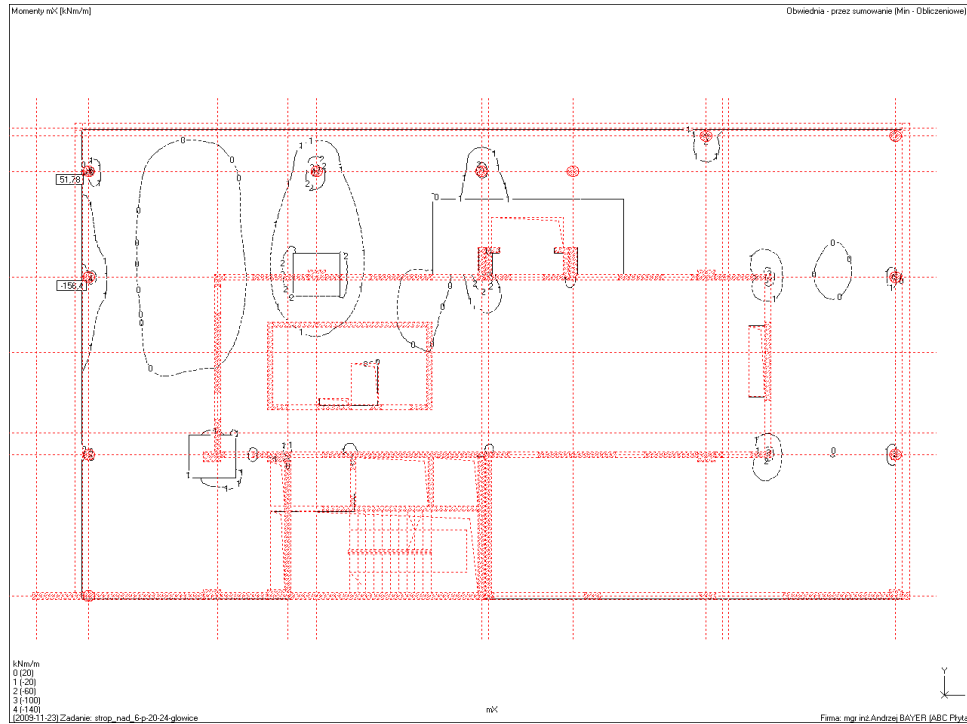 Momenty mX [kNm/m]
Obwiednia - przez sumowanie (Min - Obliczeniowe)
51,78
-156,4
kNm/m
0 (20)
1 (-20)
2 (-60)
3 (-100)
4 (-140)
(2009-11-23) Zadanie: strop_nad_6-p-20-24-glowice
mX
Y
X
Firma: mgr inż.Andrzej BAYER (ABC Płyta